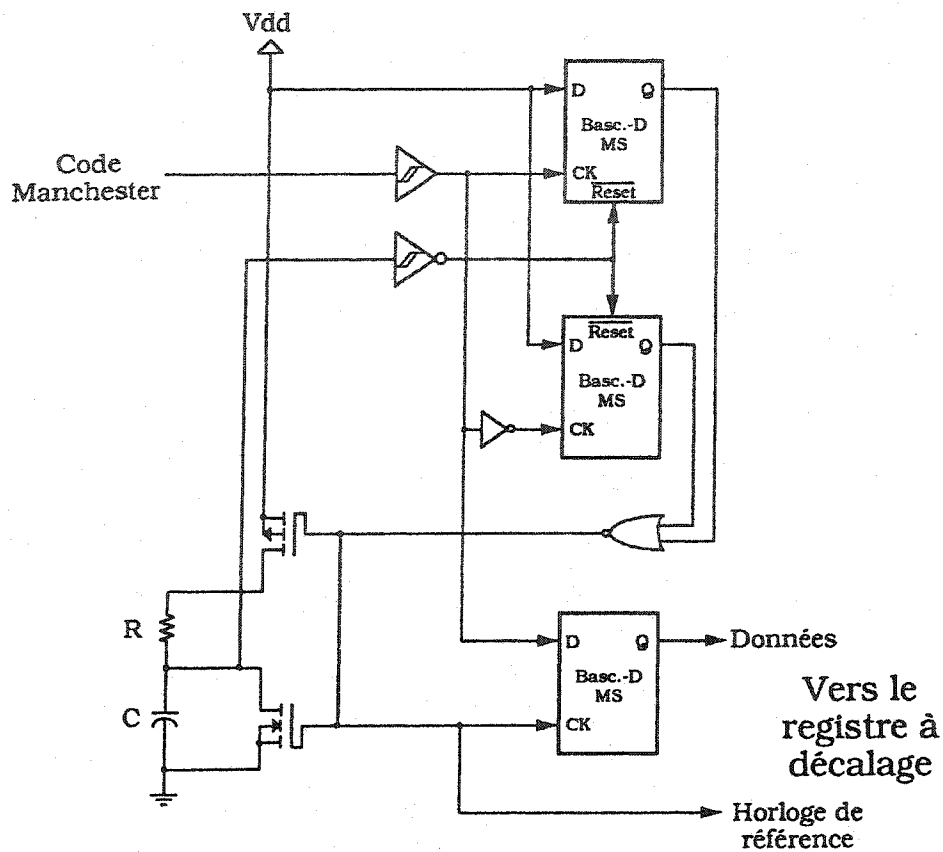 Vdd
D
Q
Basc.-D
MS
CK
Reset
Code
Manchester
Reset
D
Q
Basc.-D
MS
CK
R
C
D
Q
Basc.-D
MS
CK
Données
Vers le
registre à
décalage
Horloge de
référence